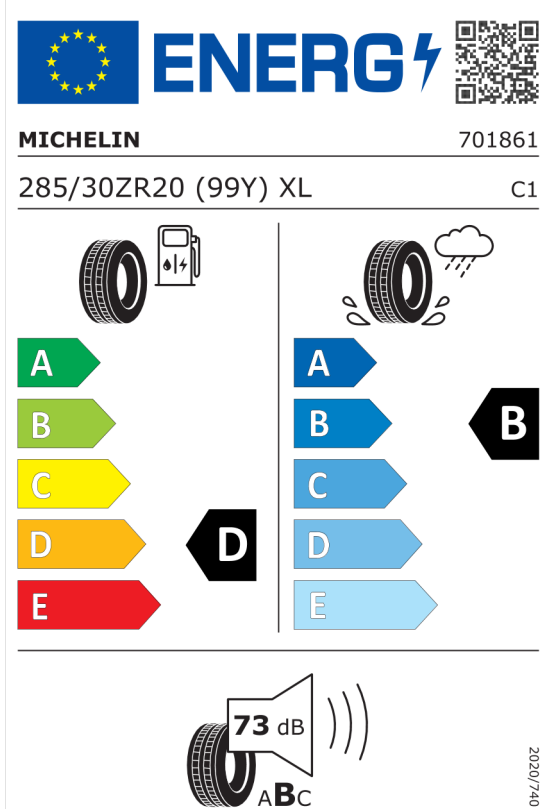 ENERG
MICHELIN 701861
285/30ZR20 (99Y) XL C1
A A
B B B
C C
D D D
E E
73 dB
ABC
2020/740